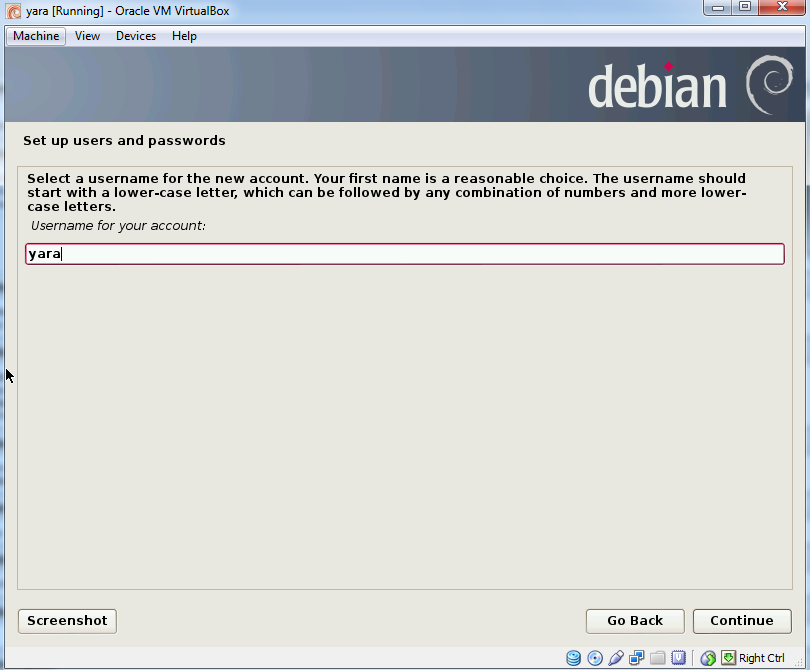 yara [Running] - Oracle VM VirtualBox
Machine View Devices Help
debian
Set up users and passwords
Select a username for the new account. Your first name is a reasonable choice. The username should
start with a lower-case letter, which can be followed by any combination of numbers and more lower-
case letters.
Username for your account:
yara
Screenshot Go Back Continue
Right Ctrl